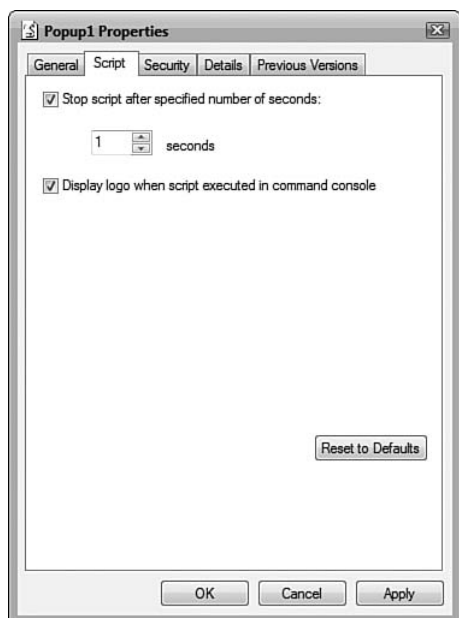 Popup1 Properties
General Script Security Details Previous Versions
Stop script after specified number of seconds:
1 seconds
Display logo when script executed in command console
Reset to Defaults
OK Cancel Apply